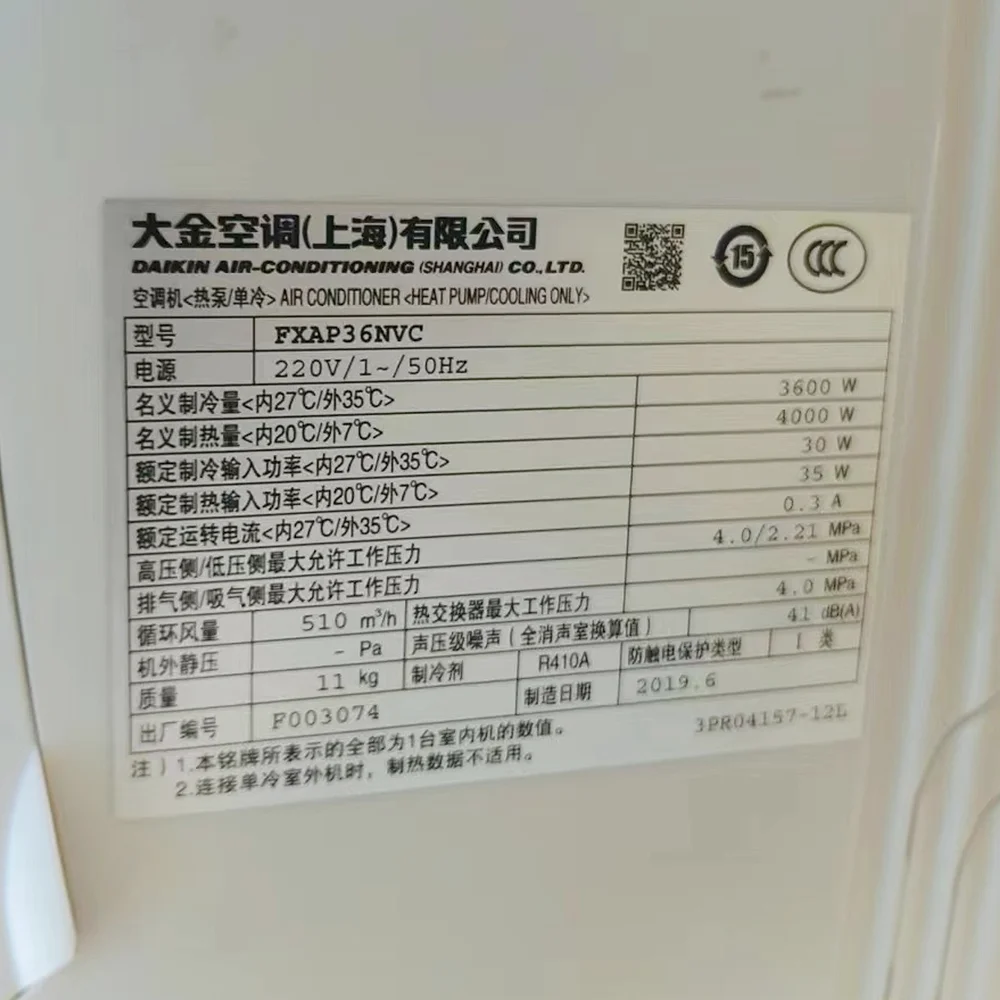 大金空调(上海)有限公司
DAIKIN AIR-CONDITIONING (SHANGHAI) CO.,LTD.
15
空调机<热泵/单冷> AIR CONDITIONER <HEAT PUMP/COOLING ONLY>
型号 FXAP36NVC
电源 220V/1~/50Hz
名义制冷量<内27℃/外35℃> 3600 W
名义制热量<内20℃/外7℃> 4000 W
额定制冷输入功率<内27℃/外35℃> 30 W
额定制热输入功率<内20℃/外7℃> 35 W
额定运转电流<内27℃/外35℃> 0.3 A
高压侧/低压侧最大允许工作压力 4.0/2.21 MPa
排气侧/吸气侧最大允许工作压力 - MPa
循环风量 510 m³/h 热交换器最大工作压力 4.0 MPa
机外静压 - Pa 声压级噪声(全消声室换算值) 41 dB(A)
质量 11 kg 制冷剂 R410A 防触电保护类型 I 类
出厂编号 F003074 制造日期 2019.6
注)1.本铭牌所表示的全部为1台室内机的数值。 3PR04157-12L
2.连接单冷室外机时，制热数据不适用。